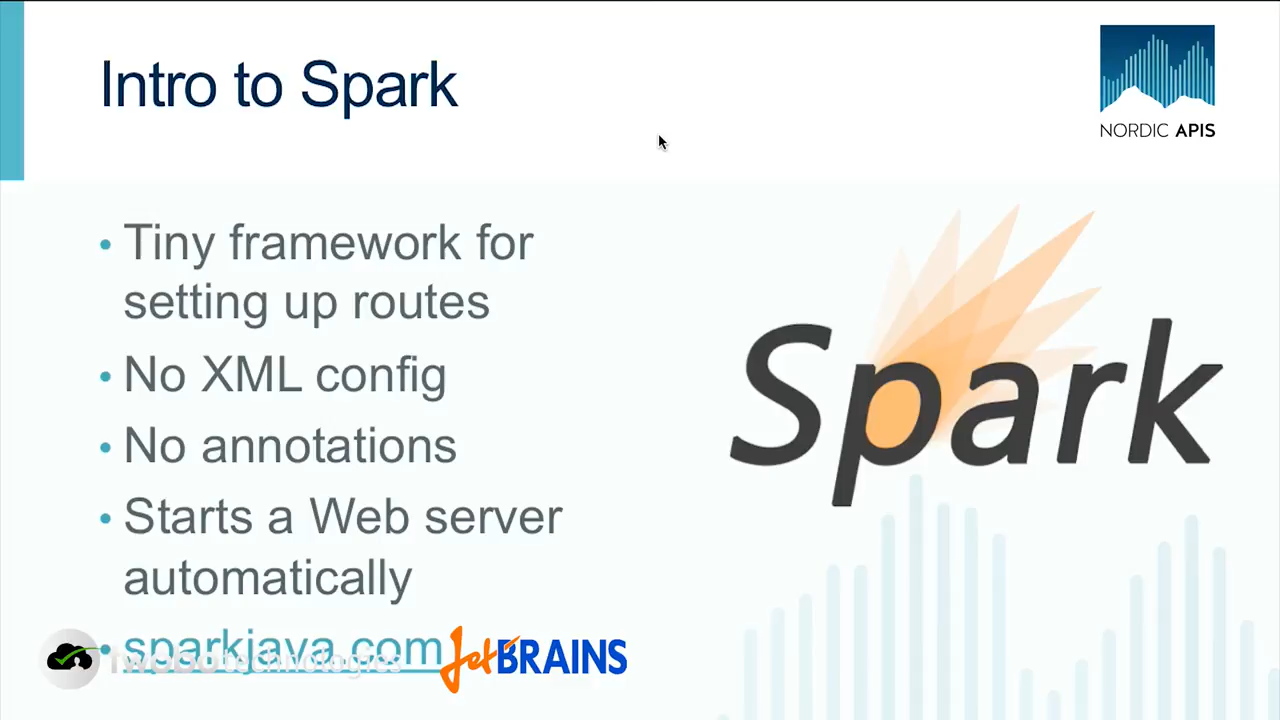 Intro to Spark
NORDIC APIS
• Tiny framework for
setting up routes
• No XML config
• No annotations
• Starts a Web server
automatically
• sparkjava.com
twobotechnologies
JetBRAINS
Spark